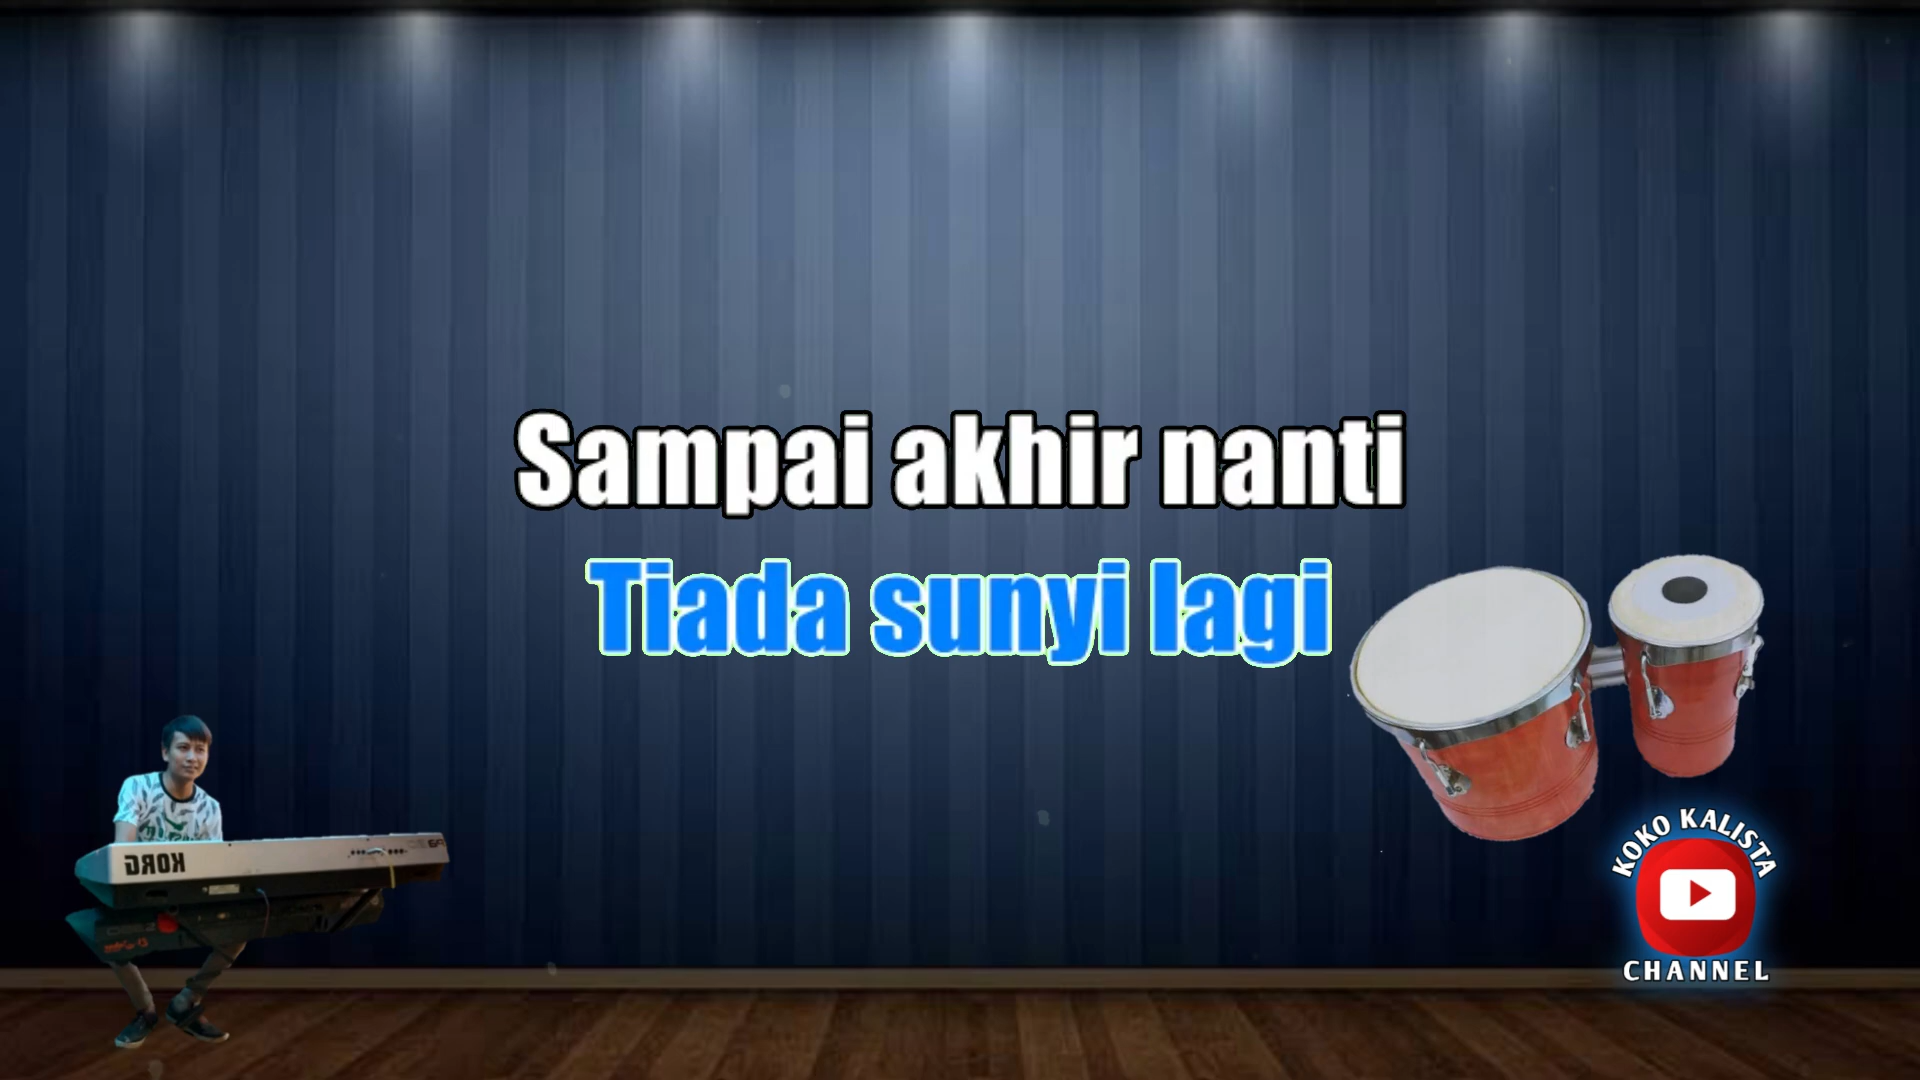 Sampai akhir nanti
Tiada sunyi lagi
KORG
KOKO KALISTA
CHANNEL